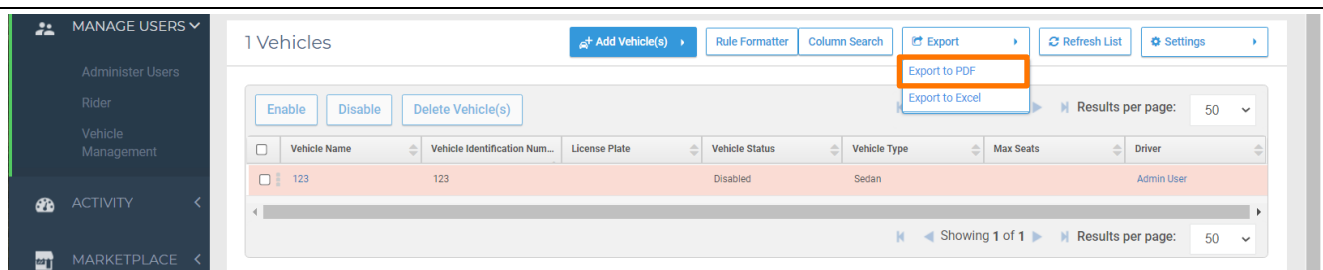 MANAGE USERS
Administer Users
Rider
Vehicle
Management
ACTIVITY
MARKETPLACE
1 Vehicles
Add Vehicle(s)
Rule Formatter
Column Search
Export
Refresh List
Settings
Export to PDF
Export to Excel
Enable
Disable
Delete Vehicle(s)
Results per page:
50
Vehicle Name
Vehicle Identification Num...
License Plate
Vehicle Status
Vehicle Type
Max Seats
Driver
123
123
Disabled
Sedan
Admin User
Showing 1 of 1
Results per page:
50